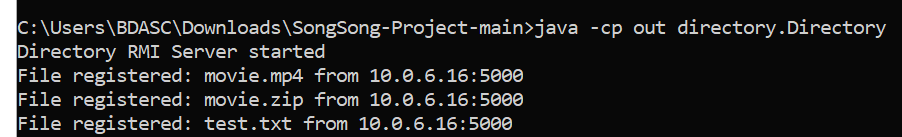 C:\Users\BDASC\Downloads\SongSong-Project-main>java -cp out directory.Directory
Directory RMI Server started
File registered: movie.mp4 from 10.0.6.16:5000
File registered: movie.zip from 10.0.6.16:5000
File registered: test.txt from 10.0.6.16:5000